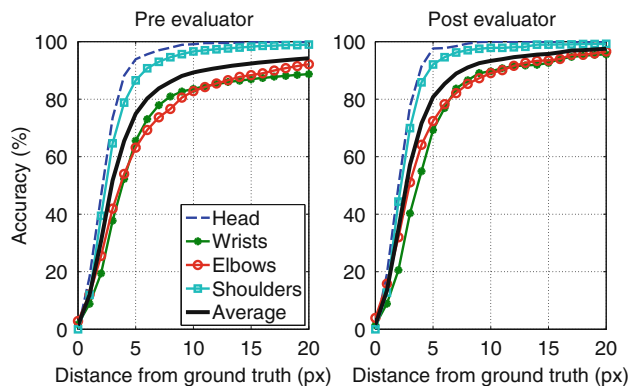 Pre evaluator
Post evaluator
Accuracy (%)
100
80
60
40
20
0
Head
Wrists
Elbows
Shoulders
Average
0 5 10 15 20
Distance from ground truth (px)
100
80
60
40
20
0
0 5 10 15 20
Distance from ground truth (px)